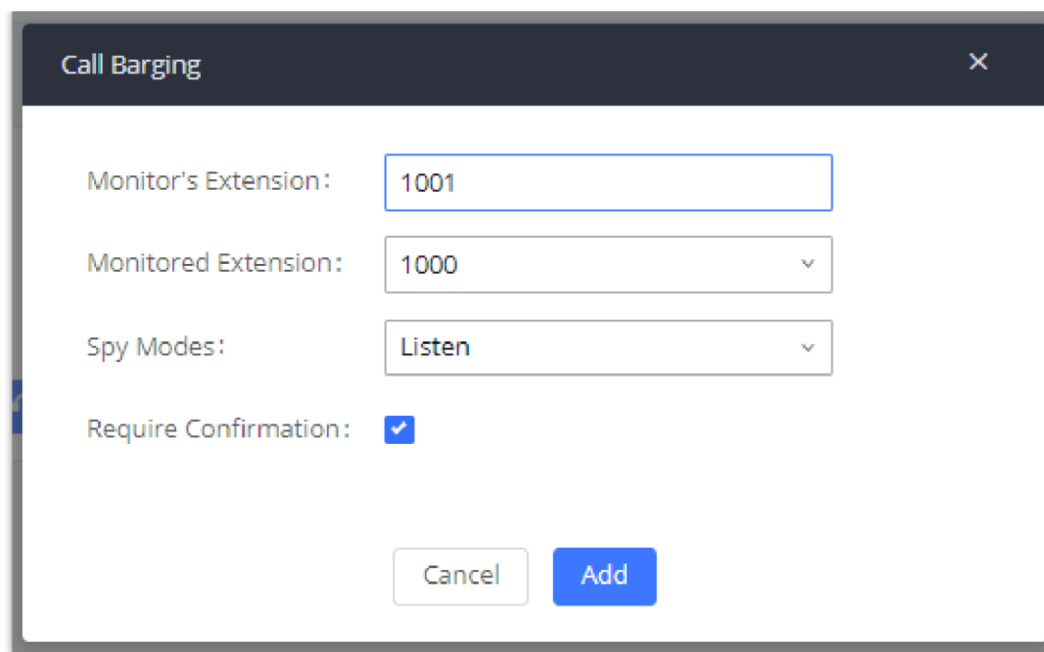 Call Barging
Monitor's Extension: 1001
Monitored Extension: 1000
Spy Modes: Listen
Require Confirmation:
Cancel Add